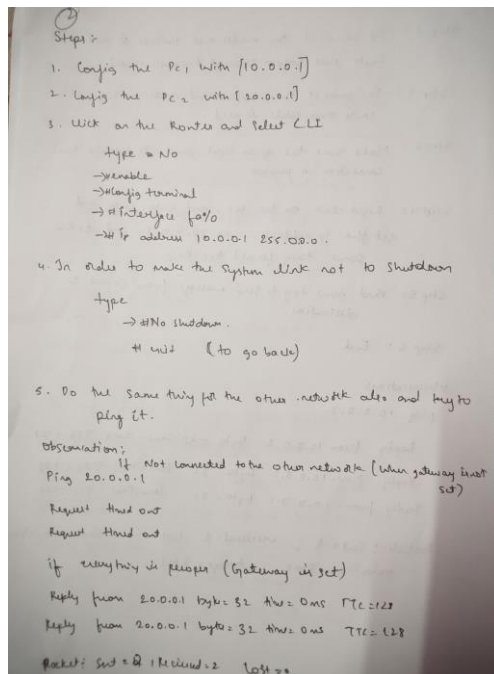 2
Steps :-
1. Config the Pc 1 with [10.0.0.1]
2. Config the Pc 2 with [20.0.0.1]
3. Click on the Router and Select CLI
type = No
→ enable
→ # Config terminal
→ # interface fa0/0
→ # ip address 10.0.0.1 255.0.0.0.
4. In order to make the system link not to shutdown
type
→ # No shutdown.
# exit (to go back)
5. Do the same thing for the other network also and try to
ping it.
Observation:
If Not connected to the other network (When gateway is not
set)
Ping 20.0.0.1
Request timed out
Request timed out
if everything is proper (Gateway is set)
Reply from 20.0.0.1 byte= 32 time= 0ms TTL=128
Reply from 20.0.0.1 byte= 32 time= 0ms TTL=128
Packet: Sent = 2, Received = 2 Lost =